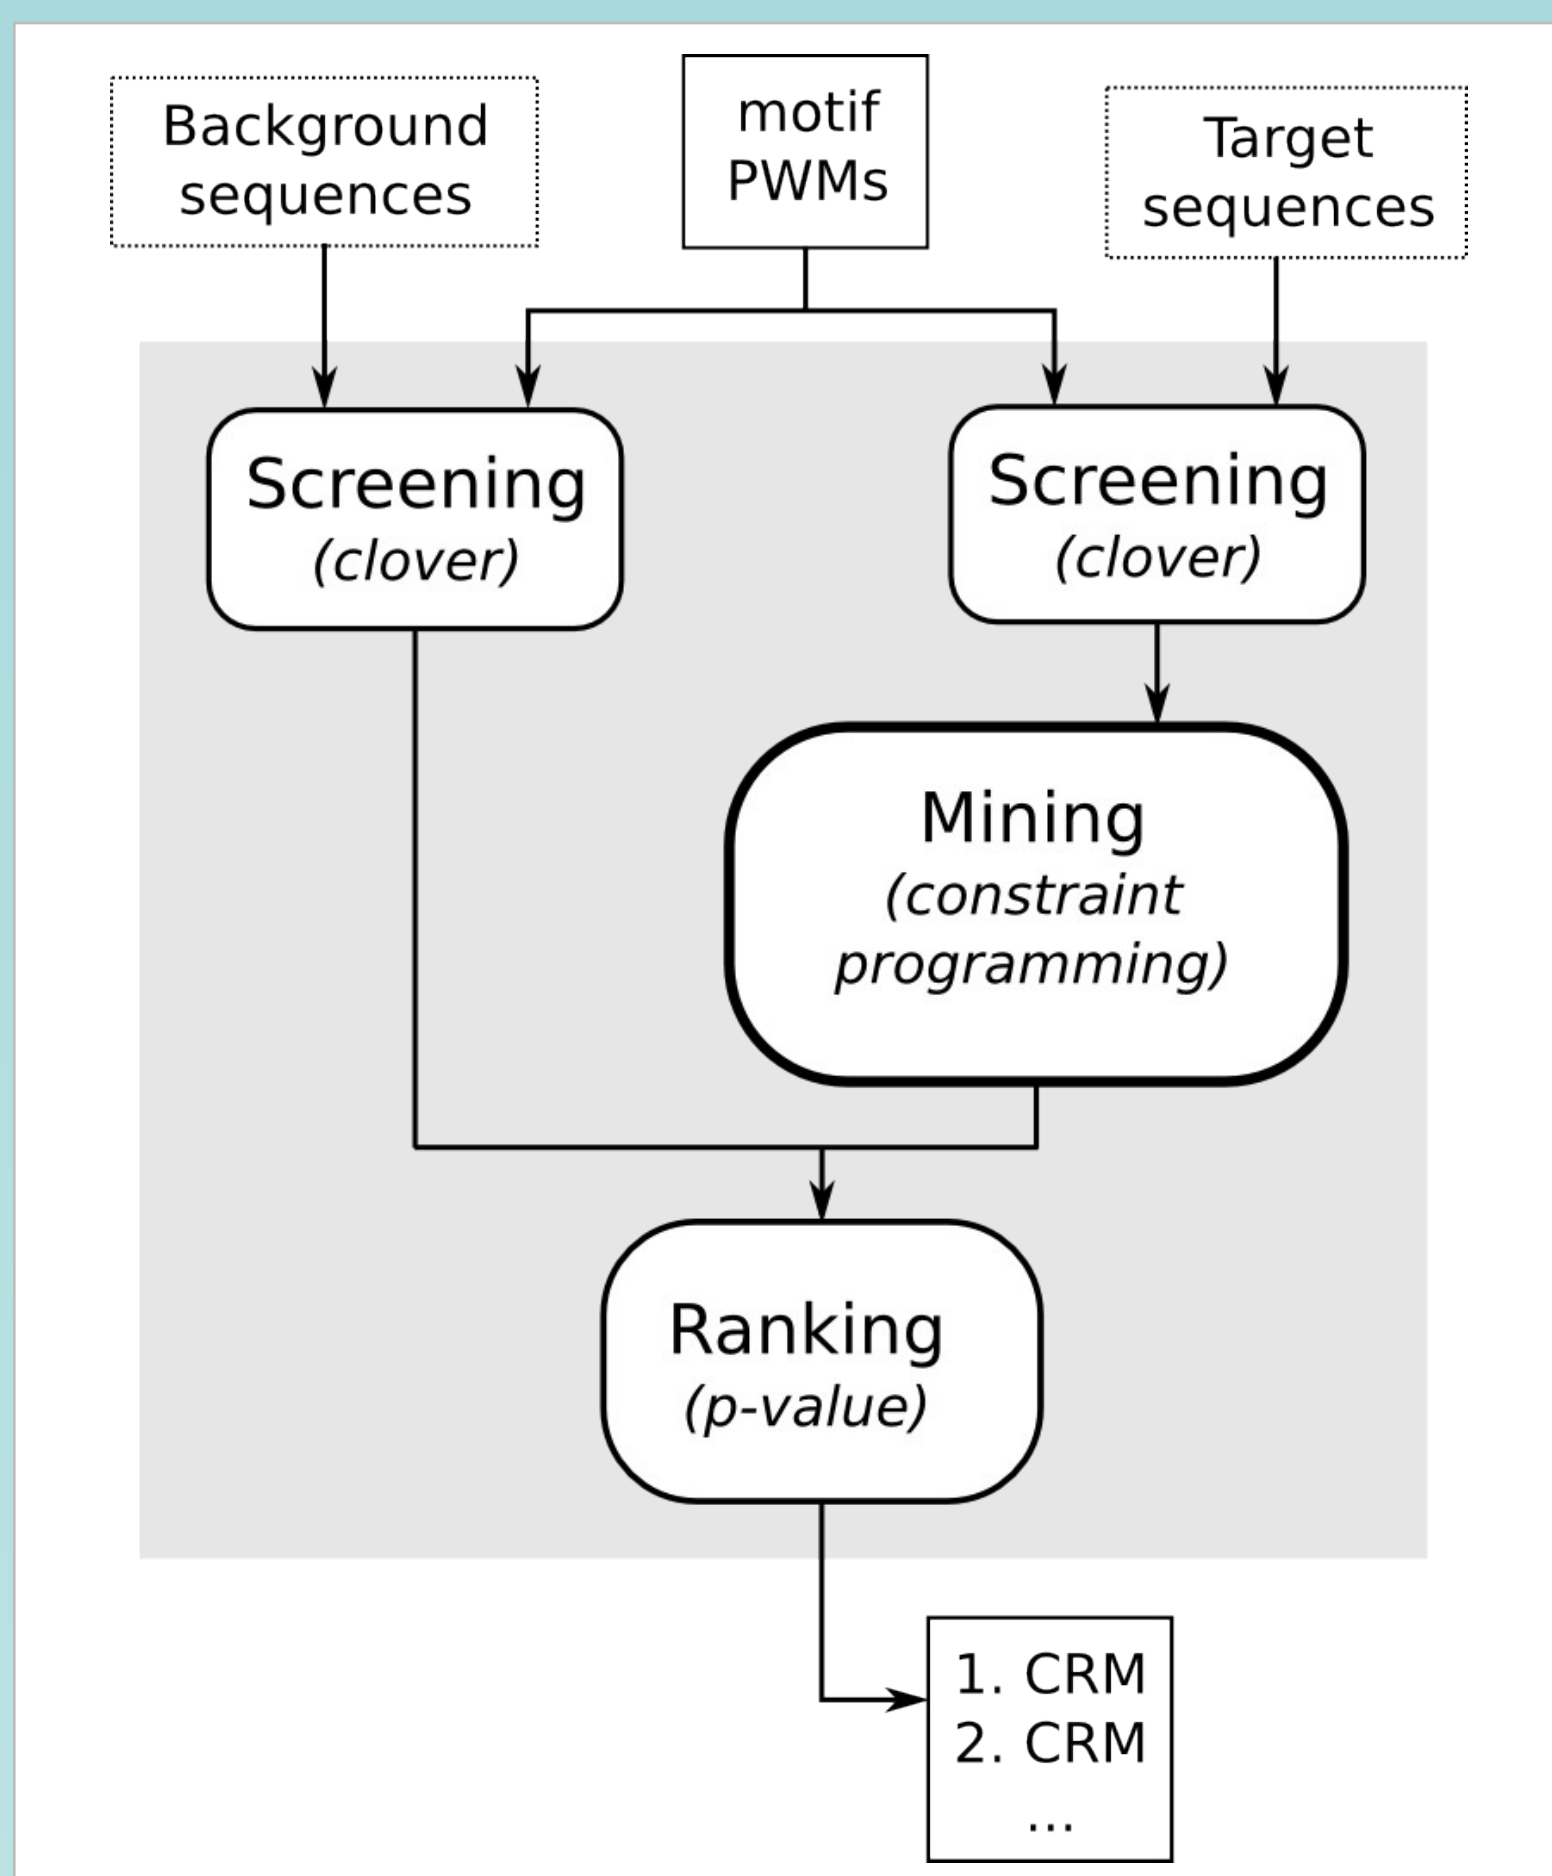 Background
sequences
motif
PWMs
Target
sequences
Screening
(clover)
Screening
(clover)
Mining
(constraint
programming)
Ranking
(p-value)
1. CRM
2. CRM
...